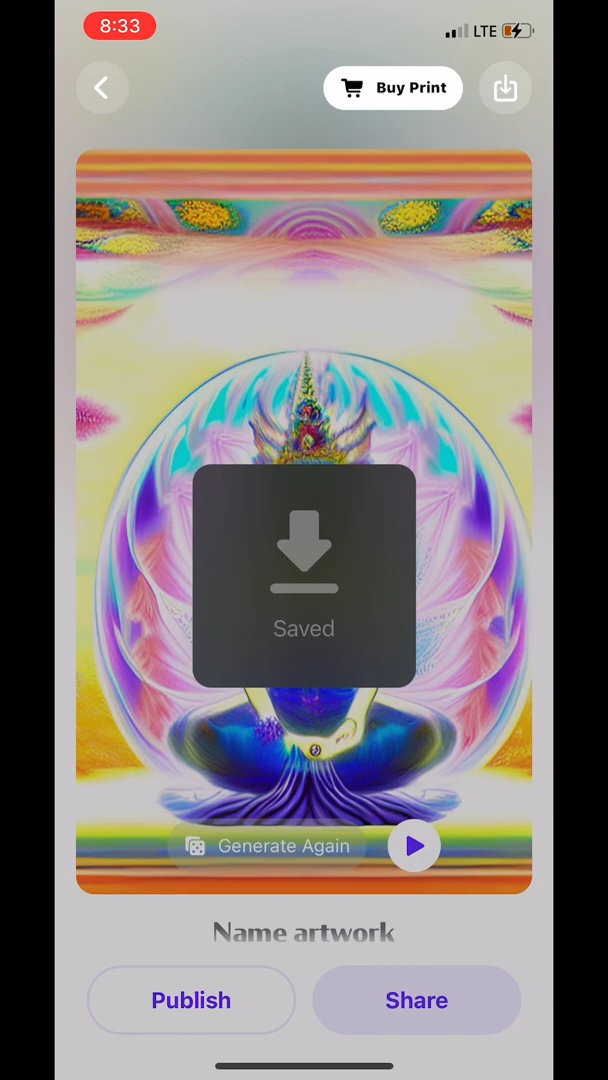 8:33
LTE
Buy Print
Saved
Generate Again
Name artwork
Publish
Share